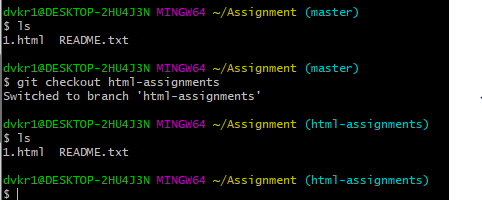 dvkr1@DESKTOP-2HU4J3N MINGW64 ~/Assignment (master)
$ ls
1.html  README.txt
dvkr1@DESKTOP-2HU4J3N MINGW64 ~/Assignment (master)
$ git checkout html-assignments
Switched to branch 'html-assignments'
dvkr1@DESKTOP-2HU4J3N MINGW64 ~/Assignment (html-assignments)
$ ls
1.html  README.txt
dvkr1@DESKTOP-2HU4J3N MINGW64 ~/Assignment (html-assignments)
$